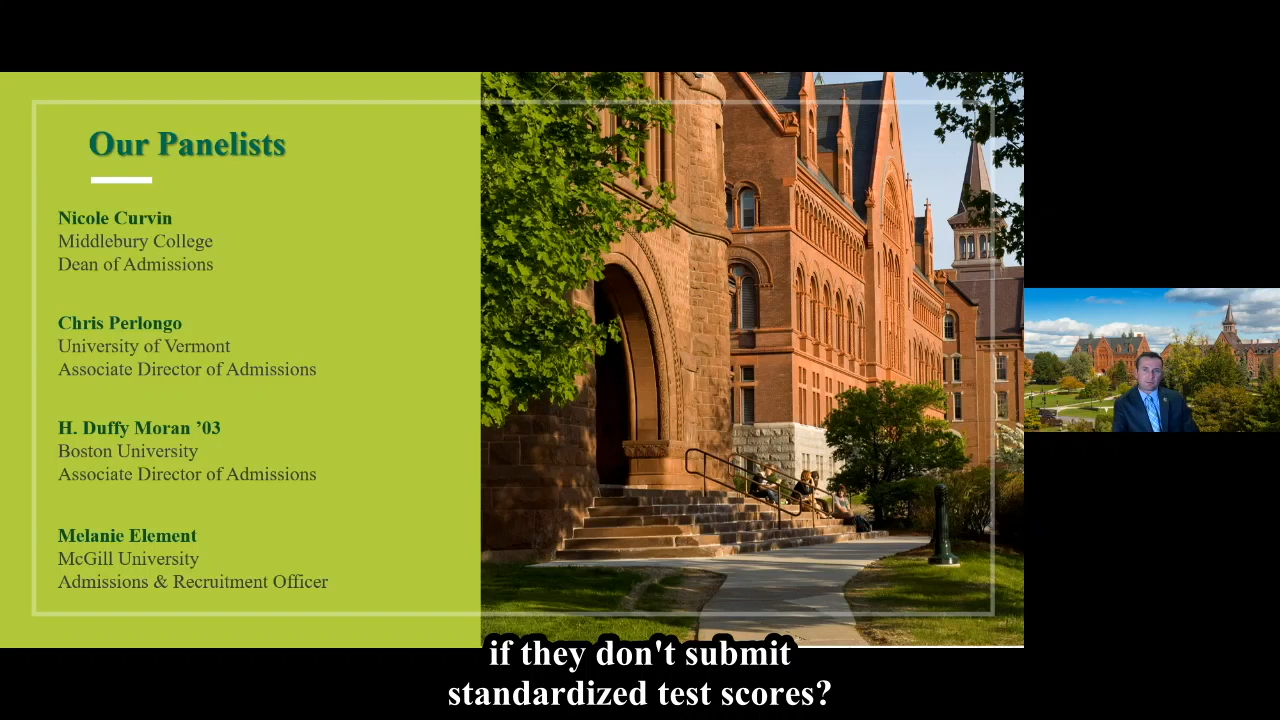 Our Panelists
Nicole Curvin
Middlebury College
Dean of Admissions
Chris Perlongo
University of Vermont
Associate Director of Admissions
H. Duffy Moran ’03
Boston University
Associate Director of Admissions
Melanie Element
McGill University
Admissions & Recruitment Officer
if they don't submit
standardized test scores?